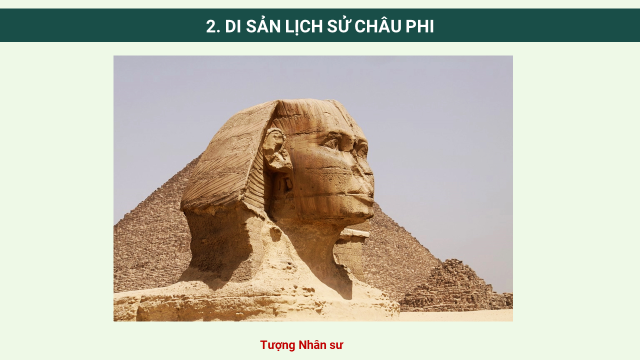 2. DI SẢN LỊCH SỬ CHÂU PHI
Tượng Nhân sư